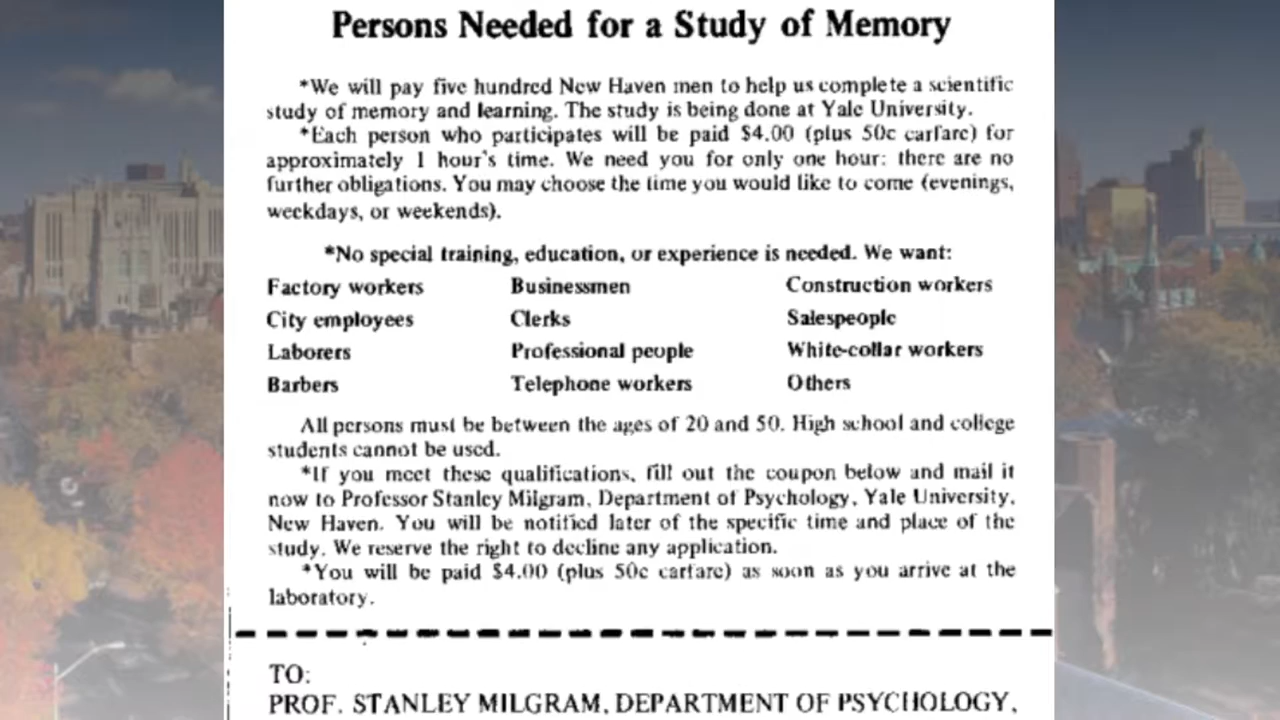 Persons Needed for a Study of Memory
*We will pay five hundred New Haven men to help us complete a scientific
study of memory and learning. The study is being done at Yale University.
*Each person who participates will be paid $4.00 (plus 50c carfare) for
approximately 1 hour's time. We need you for only one hour: there are no
further obligations. You may choose the time you would like to come (evenings,
weekdays, or weekends).
*No special training, education, or experience is needed. We want:
Factory workers Businessmen Construction workers
City employees Clerks Salespeople
Laborers Professional people White-collar workers
Barbers Telephone workers Others
All persons must be between the ages of 20 and 50. High school and college
students cannot be used.
*If you meet these qualifications, fill out the coupon below and mail it
now to Professor Stanley Milgram, Department of Psychology, Yale University,
New Haven. You will be notified later of the specific time and place of the
study. We reserve the right to decline any application.
*You will be paid $4.00 (plus 50c carfare) as soon as you arrive at the
laboratory.
TO:
PROF. STANLEY MILGRAM, DEPARTMENT OF PSYCHOLOGY,